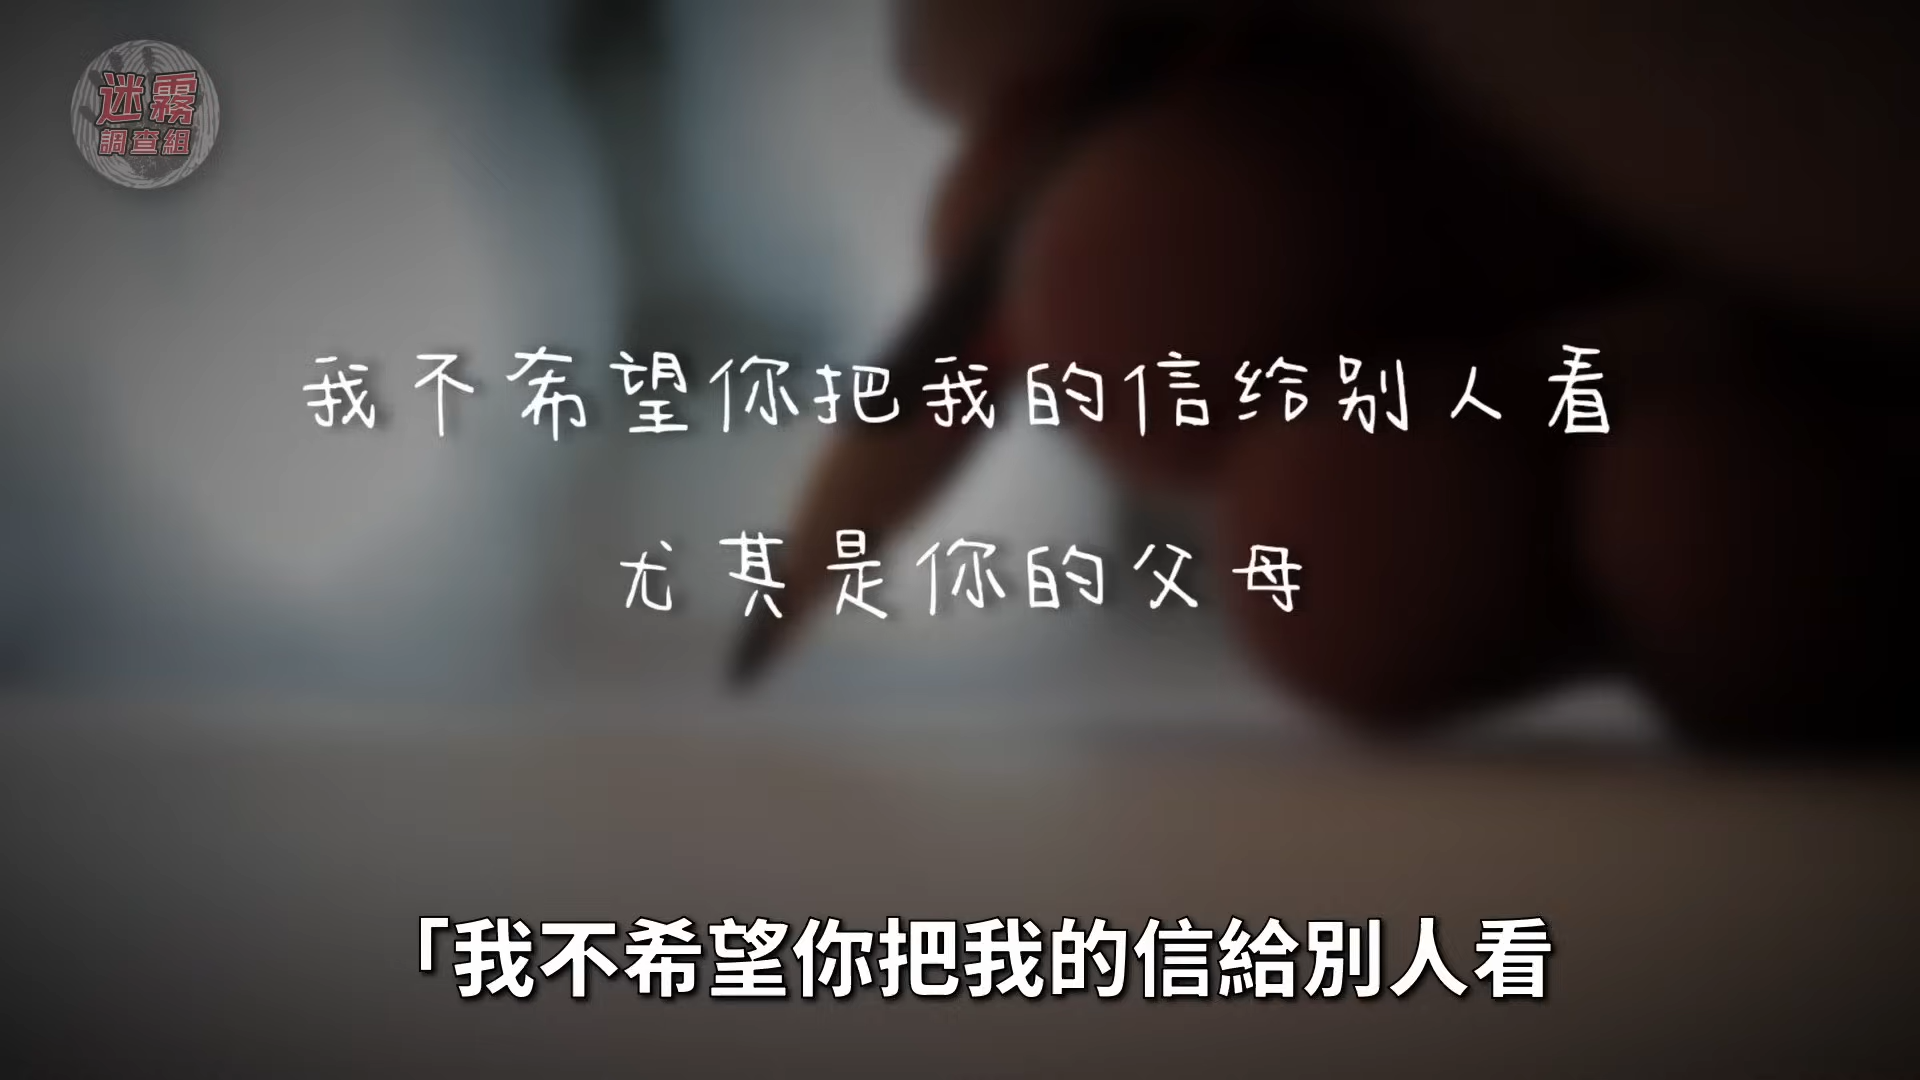 迷霧
調查組
我不希望你把我的信给别人看
尤其是你的父母
「我不希望你把我的信給別人看